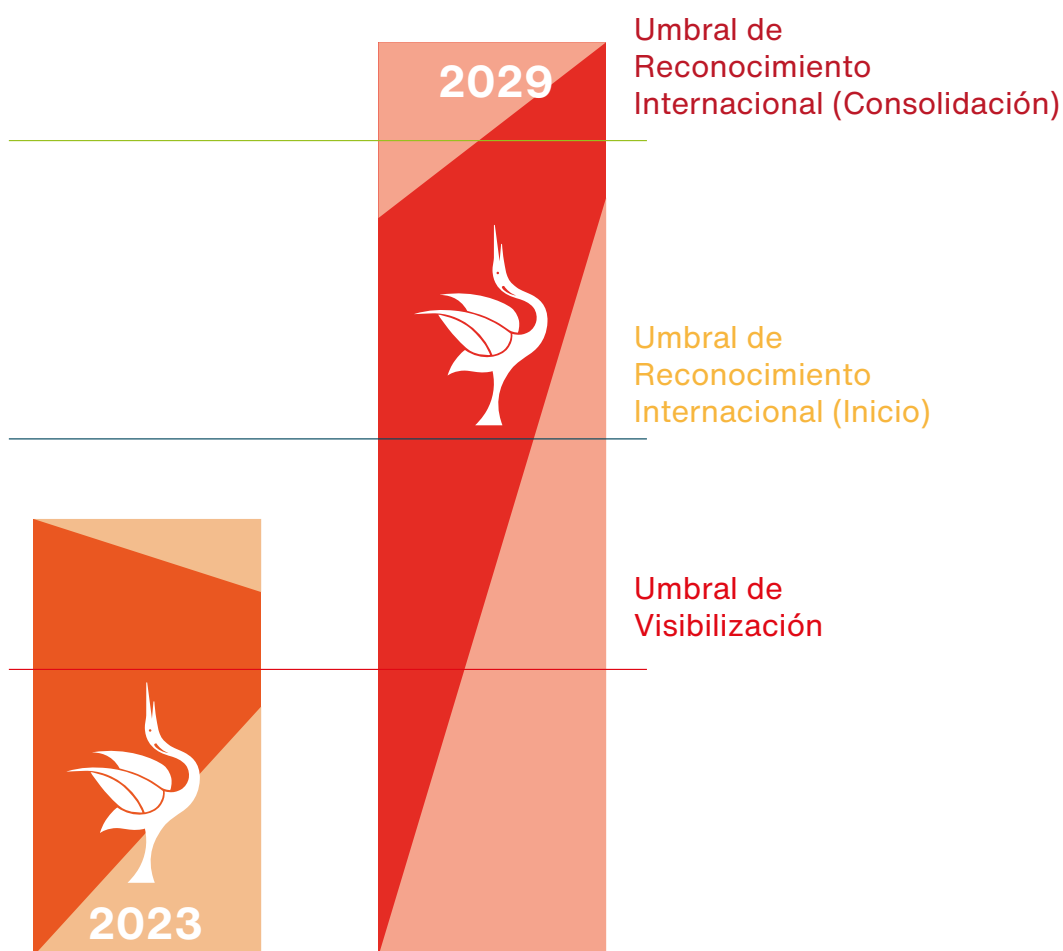 Umbral de
Reconocimiento
Internacional (Consolidación)
2029
Umbral de
Reconocimiento
Internacional (Inicio)
Umbral de
Visibilización
2023